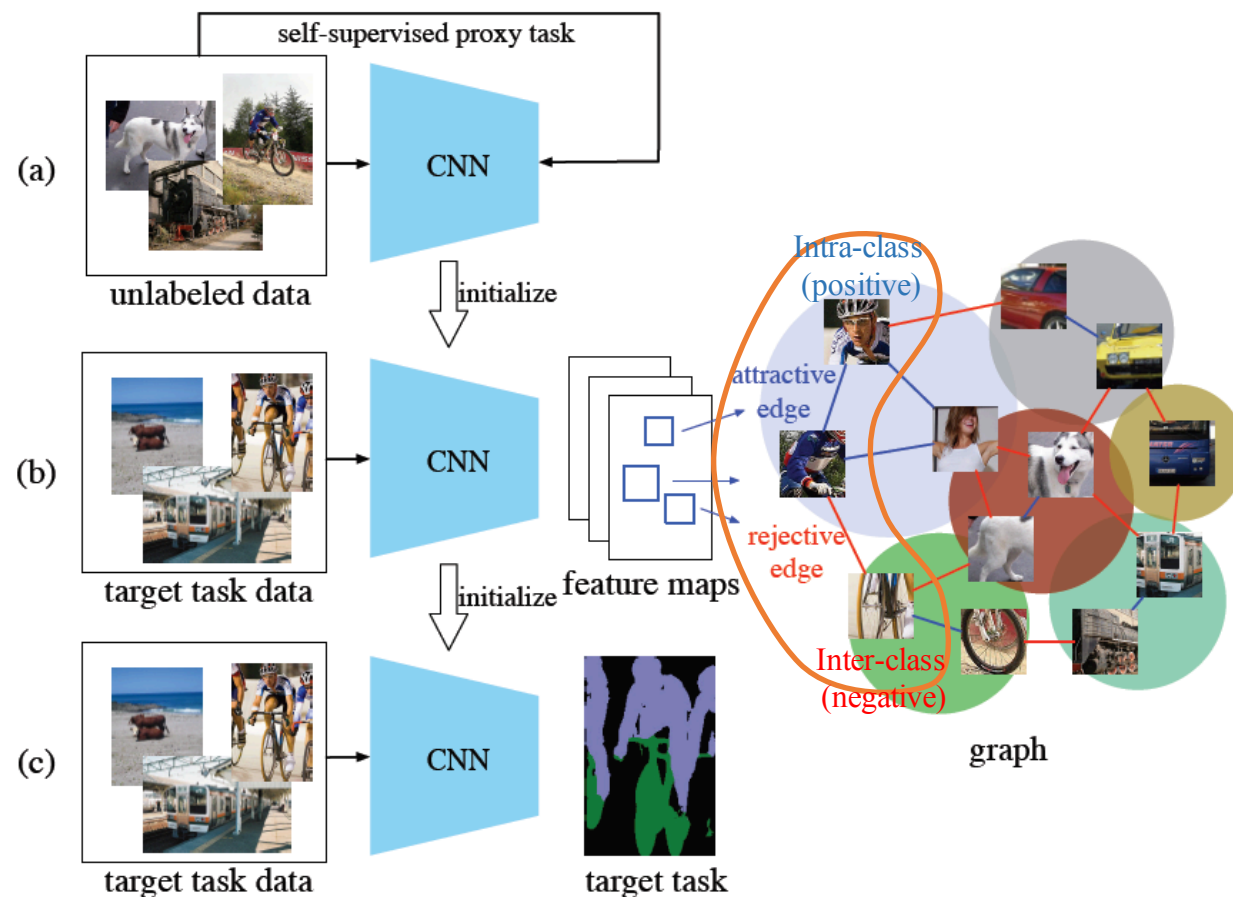 self-supervised proxy task
(a)
CNN
unlabeled data
initialize
Intra-class
(positive)
(b)
CNN
attractive
edge
rejective
edge
target task data
feature maps
initialize
Inter-class
(negative)
graph
(c)
CNN
target task data
target task